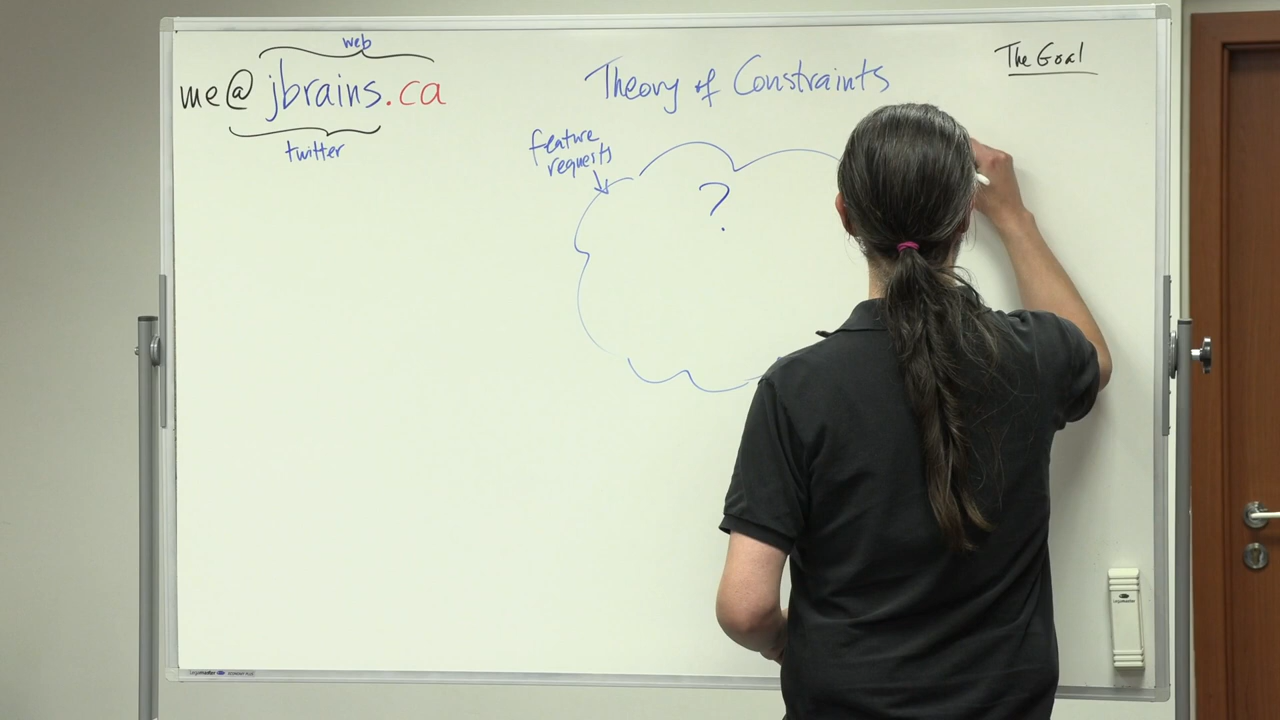 web
me@jbrains.ca
twitter
Theory of Constraints
The Goal
feature
requests
?